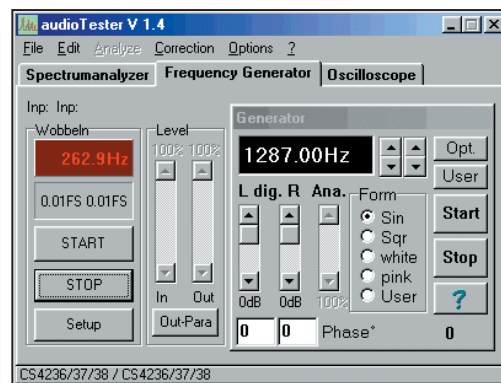 audioTester V 1.4
File Edit Analyze Correction Options ?
Spectrumanalyzer Frequency Generator Oscilloscope
Inp: Inp:
Wobbeln
262.9Hz
0.01FS 0.01FS
START
STOP
Setup
Level
100% 100%
In Out
Out-Para
Generator
1287.00Hz
Opt.
User
L dig. R Ana.
0dB 0dB 100%
Form
Sin
Sqr
white
pink
User
Start
Stop
?
0 0 Phase° 0
CS4236/37/38 / CS4236/37/38